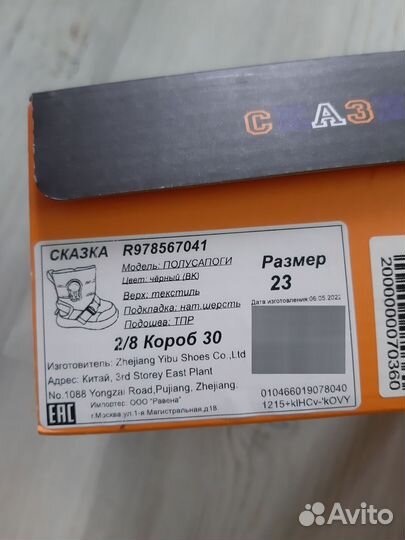 С АЗ
СКАЗКА R978567041
Модель: ПОЛУСАПОГИ
Цвет: чёрный (BK)
Верх: текстиль
Подкладка: нат.шерсть
Подошва: ТПР
Размер
23
Дата изготовления:06.05.2022
2/8 Короб 30
Изготовитель: Zhejiang Yibu Shoes Co.,Ltd
Адрес: Китай, 3rd Storey East Plant
No.1088 Yongzai Road,Pujiang, Zhejiang.
Импортер: ООО "Равена"
г.Москва,ул.1-я Магистральная д.18
EAC
010466019078040
1215+kIHCv-'kOVY
2000000070360
Avito